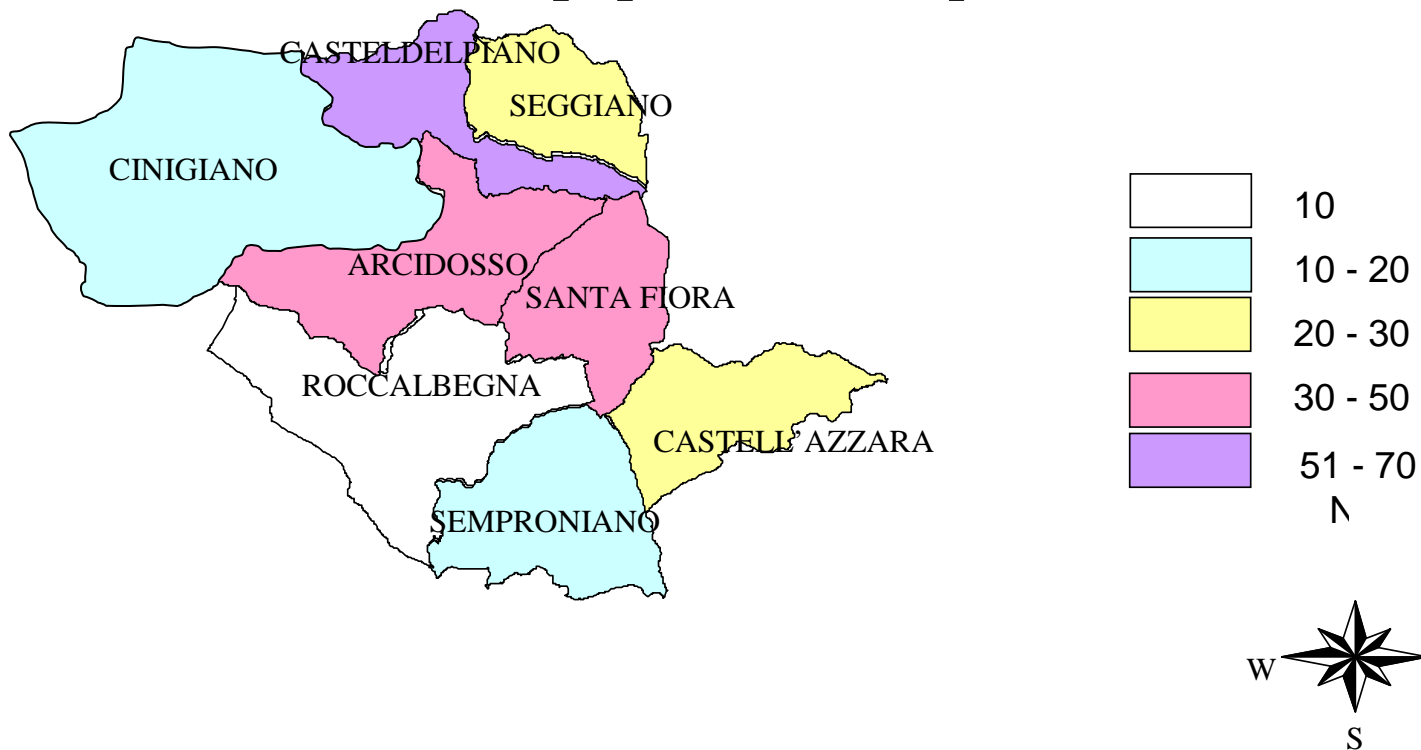 CASTELDELPIANO
SEGGIANO
CINIGIANO
ARCIDOSSO
SANTA FIORA
ROCCALBEGNA
CASTELL'AZZARA
SEMPRONIANO
10
10 - 20
20 - 30
30 - 50
51 - 70
N
W
S